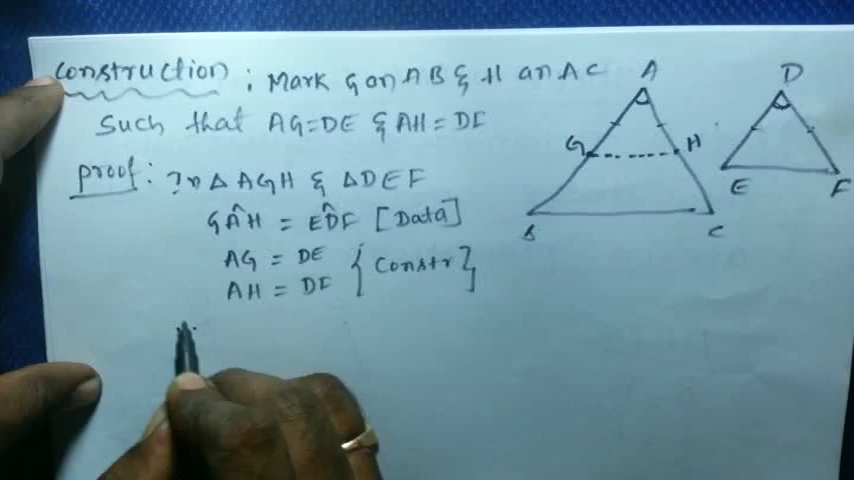 Construction : Mark G on AB & H on AC
Such that AG=DE & AH=DF
Proof : In △ AGH & △DEF
GÂH = ED̂F [Data]
AG = DE
AH = DF
{ Constr }
∴
A
G
H
B
C
D
E
F